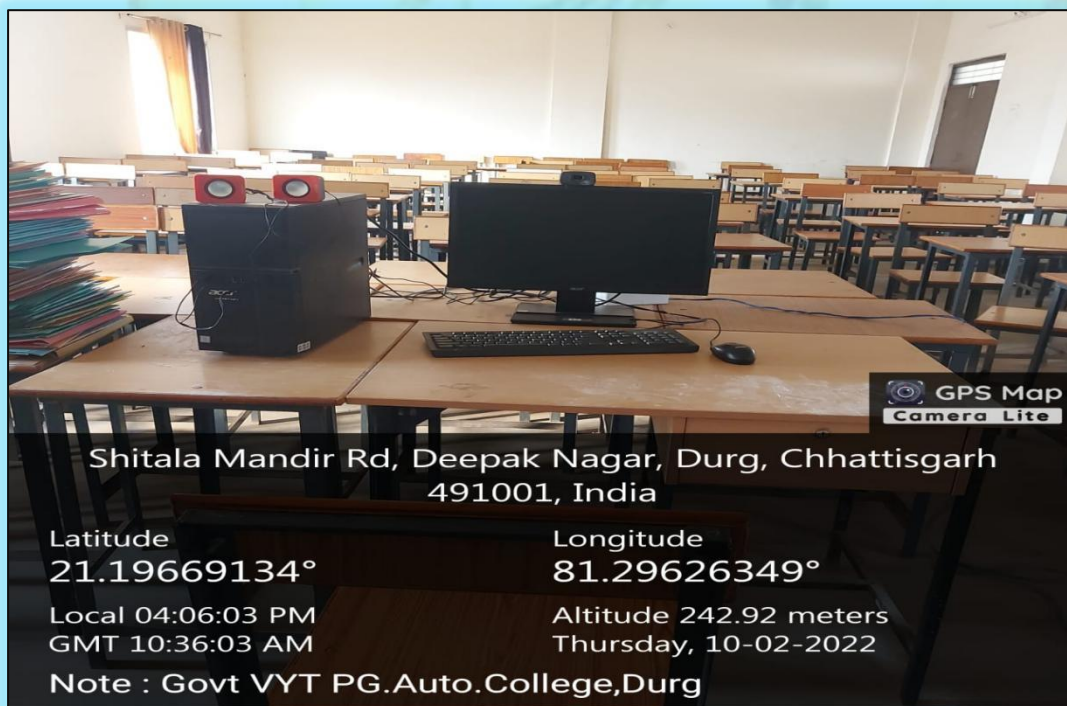 acer
GPS Map
Camera Lite
Shitala Mandir Rd, Deepak Nagar, Durg, Chhattisgarh
491001, India
Latitude
21.19669134°
Longitude
81.29626349°
Local 04:06:03 PM
GMT 10:36:03 AM
Altitude 242.92 meters
Thursday, 10-02-2022
Note : Govt VYT PG.Auto.College,Durg